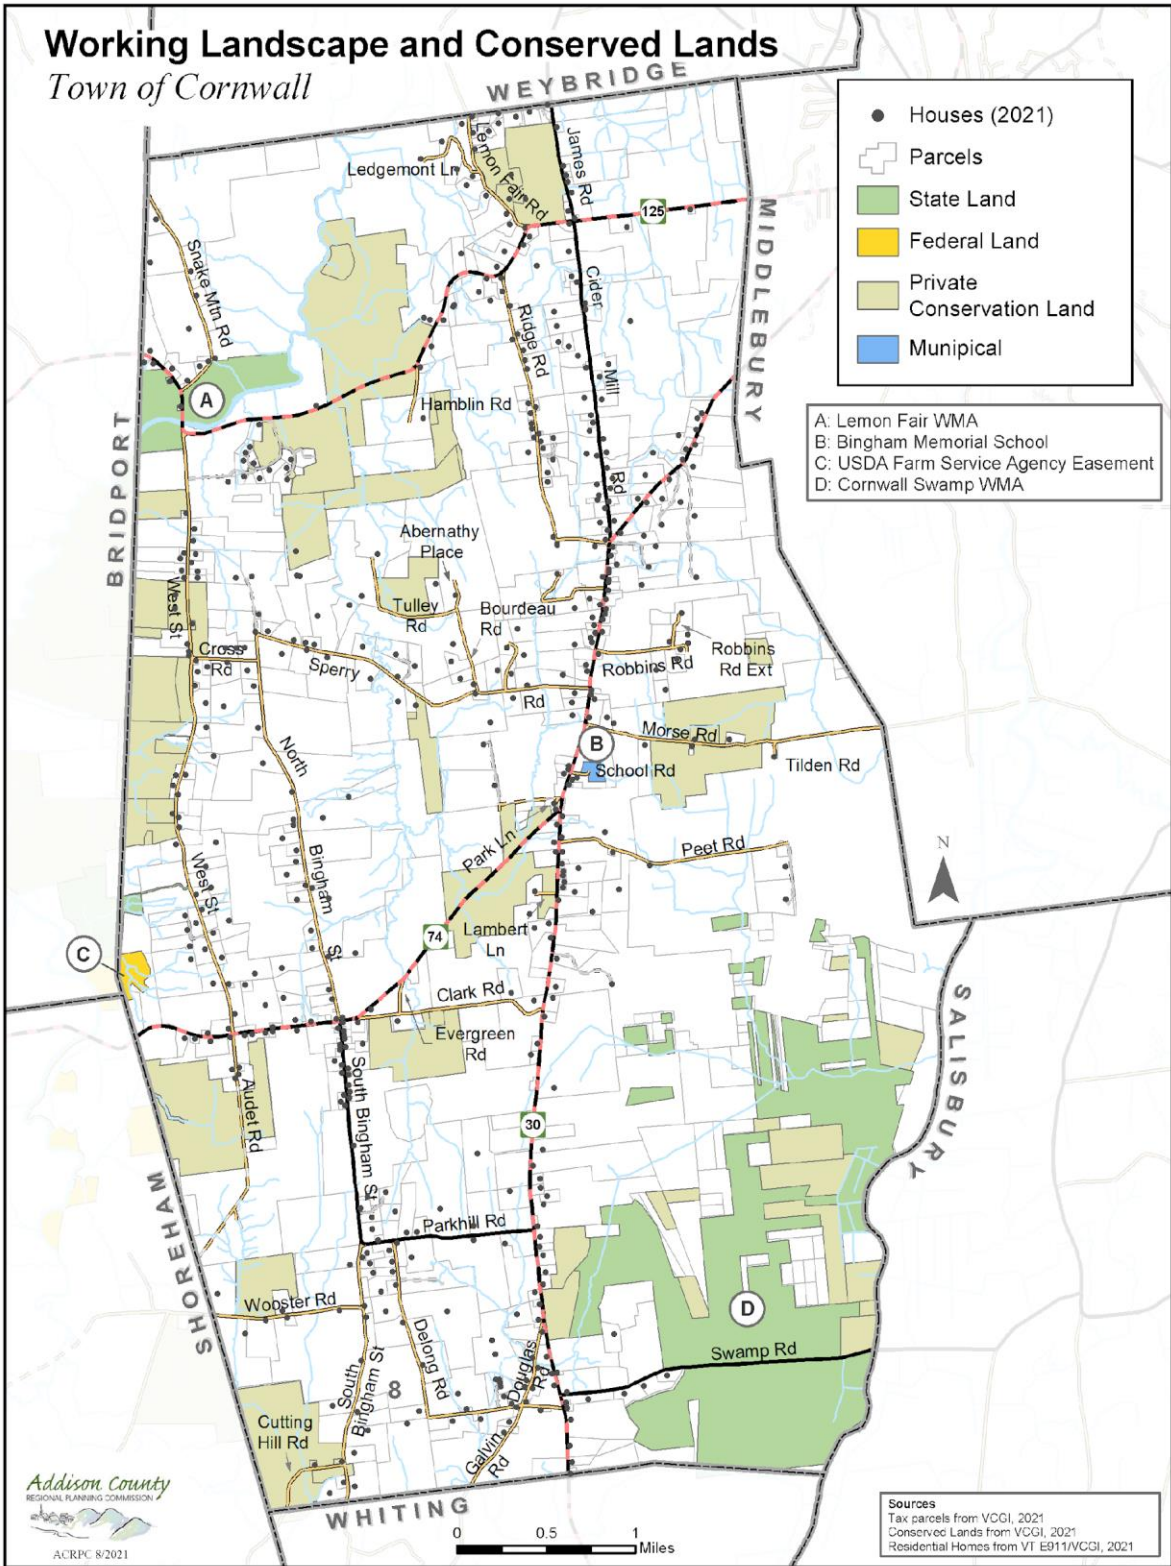 Working Landscape and Conserved Lands
Town of Cornwall
WEYBRIDGE
Houses (2021)
Parcels
State Land
Federal Land
Private
Conservation Land
Munipical
A: Lemon Fair WMA
B: Bingham Memorial School
C: USDA Farm Service Agency Easement
D: Cornwall Swamp WMA
Ledgemont Ln
Lemon Fair Rd
James Rd
125
MIDDLEBURY
Snake Mtn Rd
Cider
Mill
Rd
Ridge Rd
A
Hamblin Rd
BRIDPORT
Abernathy
Place
Tulley
Rd
Bourdeau
Rd
West St
Cross
Rd
Sperry
Rd
Robbins Rd
Robbins
Rd Ext
Morse Rd
B
School Rd
Tilden Rd
North
Bingham
St
Park Ln
Peet Rd
N
West St
74
Lambert
Ln
C
Clark Rd
Evergreen
Rd
SALISBURY
Audet Rd
South Bingham St
30
SHOREHAM
Parkhill Rd
Wooster Rd
D
Swamp Rd
South
Bingham St
8
Delong Rd
Douglas
Rd
Cutting
Hill Rd
Galvin
Rd
WHITING
Addison County
REGIONAL PLANNING COMMISSION
ACRPC 8/2021
0
0.5
1
Miles
Sources
Tax parcels from VCGI, 2021
Conserved Lands from VCGI, 2021
Residential Homes from VT E911/VCGI, 2021